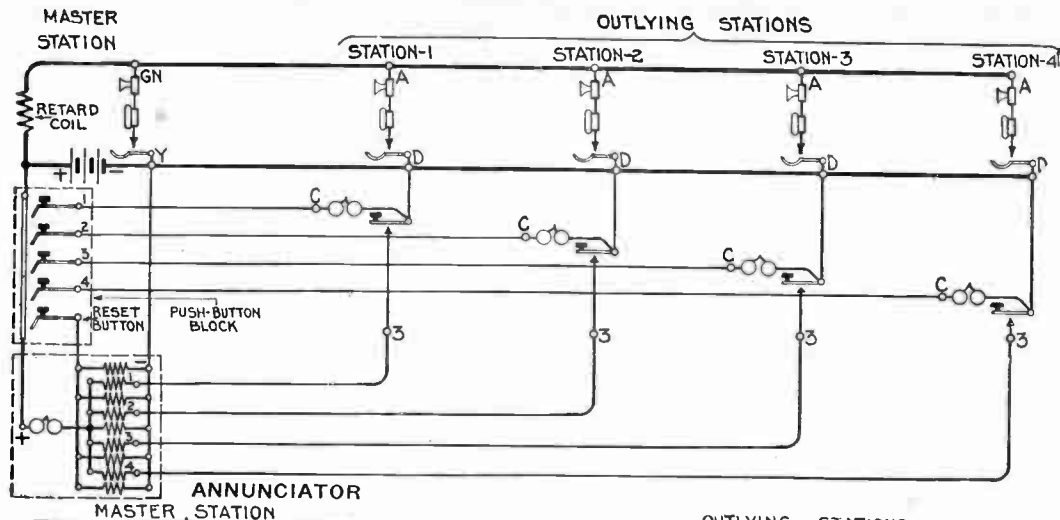 MASTER
STATION
OUTLYING STATIONS
STATION-1
STATION-2
STATION-3
STATION-4
GN
A
A
A
A
RETARD
COIL
Y
D
D
D
D
+
-
1
2
3
4
C
C
C
C
RESET
BUTTON
PUSH-BUTTON
BLOCK
3
3
3
3
-
1
2
3
4
+
ANNUNCIATOR
MASTER STATION
OUTLYING STATIONS